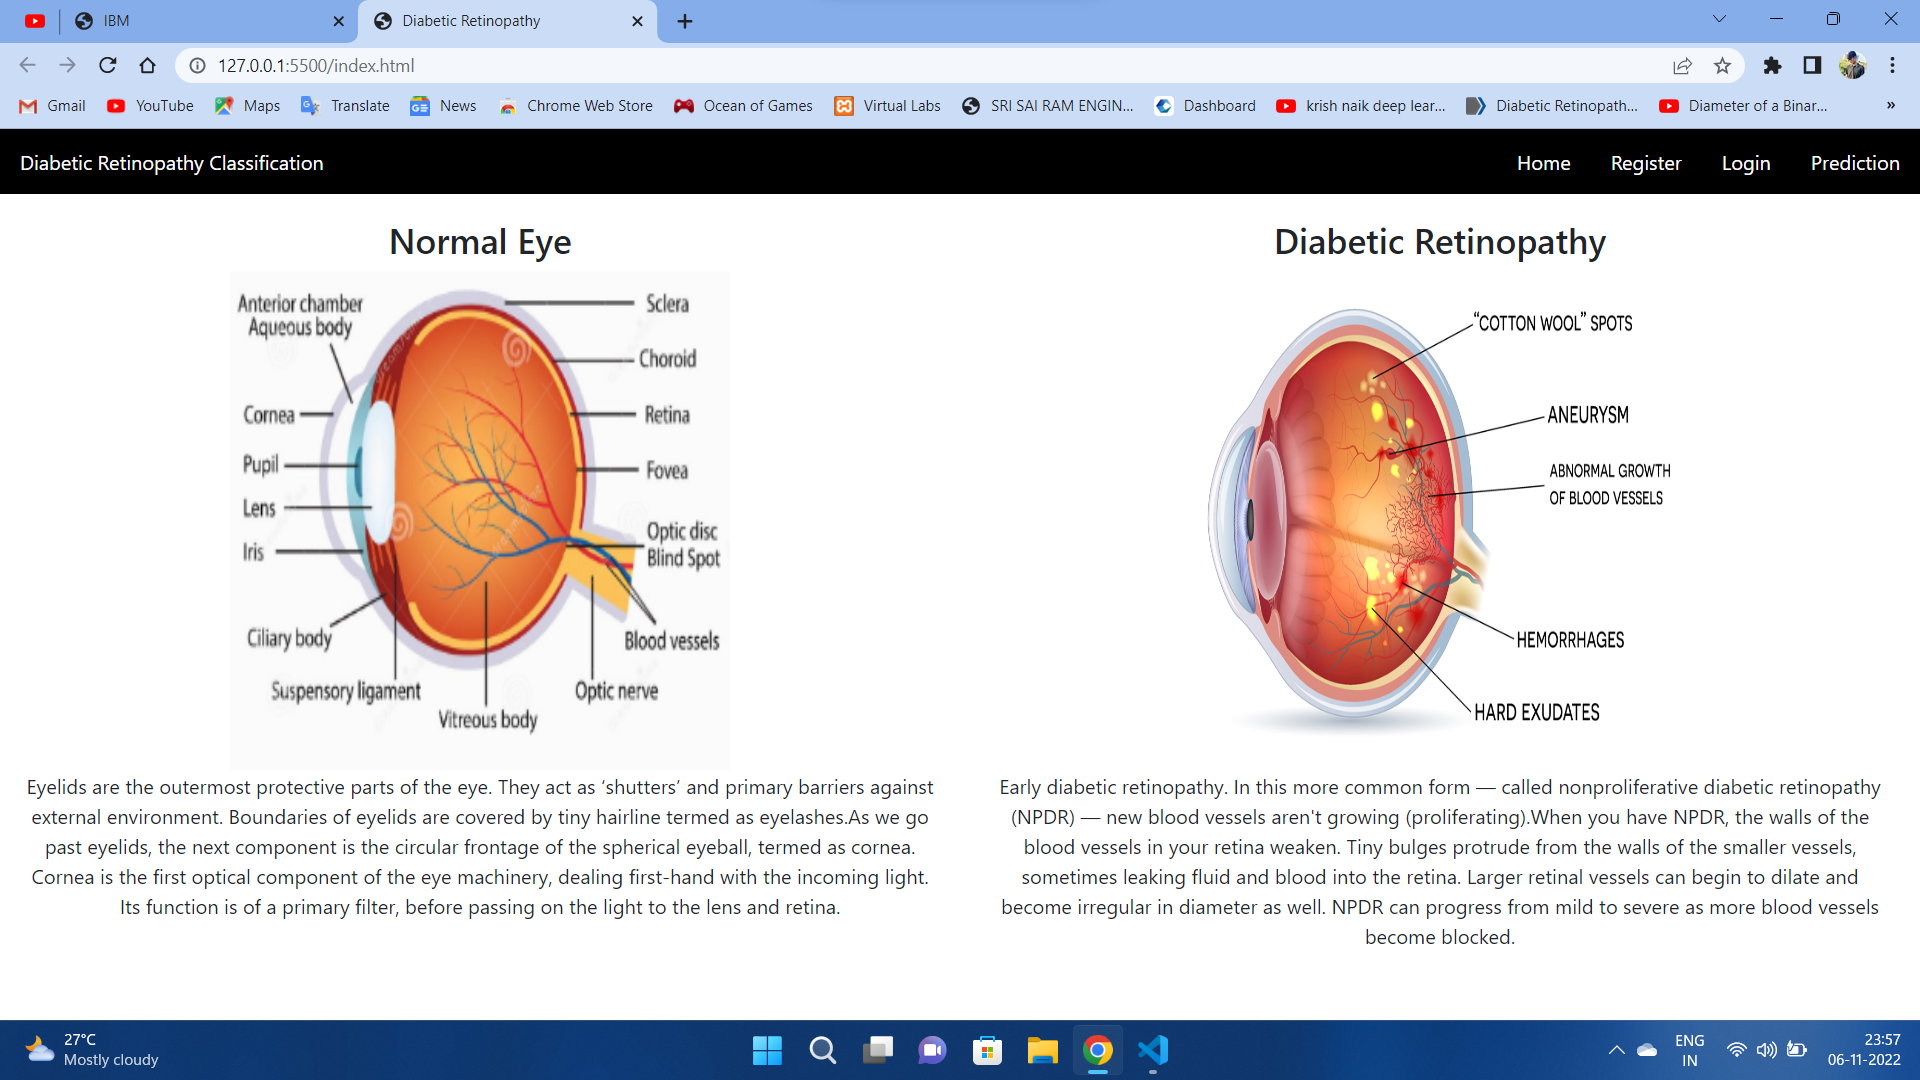 IBM
Diabetic Retinopathy
127.0.0.1:5500/index.html
Gmail YouTube Maps Translate News Chrome Web Store Ocean of Games Virtual Labs SRI SAI RAM ENGIN... Dashboard krish naik deep lear... Diabetic Retinopath... Diameter of a Binar... »
Diabetic Retinopathy Classification
Home Register Login Prediction
Normal Eye
Anterior chamber
Aqueous body
Cornea
Pupil
Lens
Iris
Ciliary body
Suspensory ligament
Vitreous body
Sclera
Choroid
Retina
Fovea
Optic disc
Blind Spot
Blood vessels
Optic nerve
Eyelids are the outermost protective parts of the eye. They act as ‘shutters’ and primary barriers against
external environment. Boundaries of eyelids are covered by tiny hairline termed as eyelashes.As we go
past eyelids, the next component is the circular frontage of the spherical eyeball, termed as cornea.
Cornea is the first optical component of the eye machinery, dealing first-hand with the incoming light.
Its function is of a primary filter, before passing on the light to the lens and retina.
Diabetic Retinopathy
“COTTON WOOL” SPOTS
ANEURYSM
ABNORMAL GROWTH
OF BLOOD VESSELS
HEMORRHAGES
HARD EXUDATES
Early diabetic retinopathy. In this more common form — called nonproliferative diabetic retinopathy
(NPDR) — new blood vessels aren't growing (proliferating).When you have NPDR, the walls of the
blood vessels in your retina weaken. Tiny bulges protrude from the walls of the smaller vessels,
sometimes leaking fluid and blood into the retina. Larger retinal vessels can begin to dilate and
become irregular in diameter as well. NPDR can progress from mild to severe as more blood vessels
become blocked.
27°C
Mostly cloudy
ENG
IN
23:57
06-11-2022